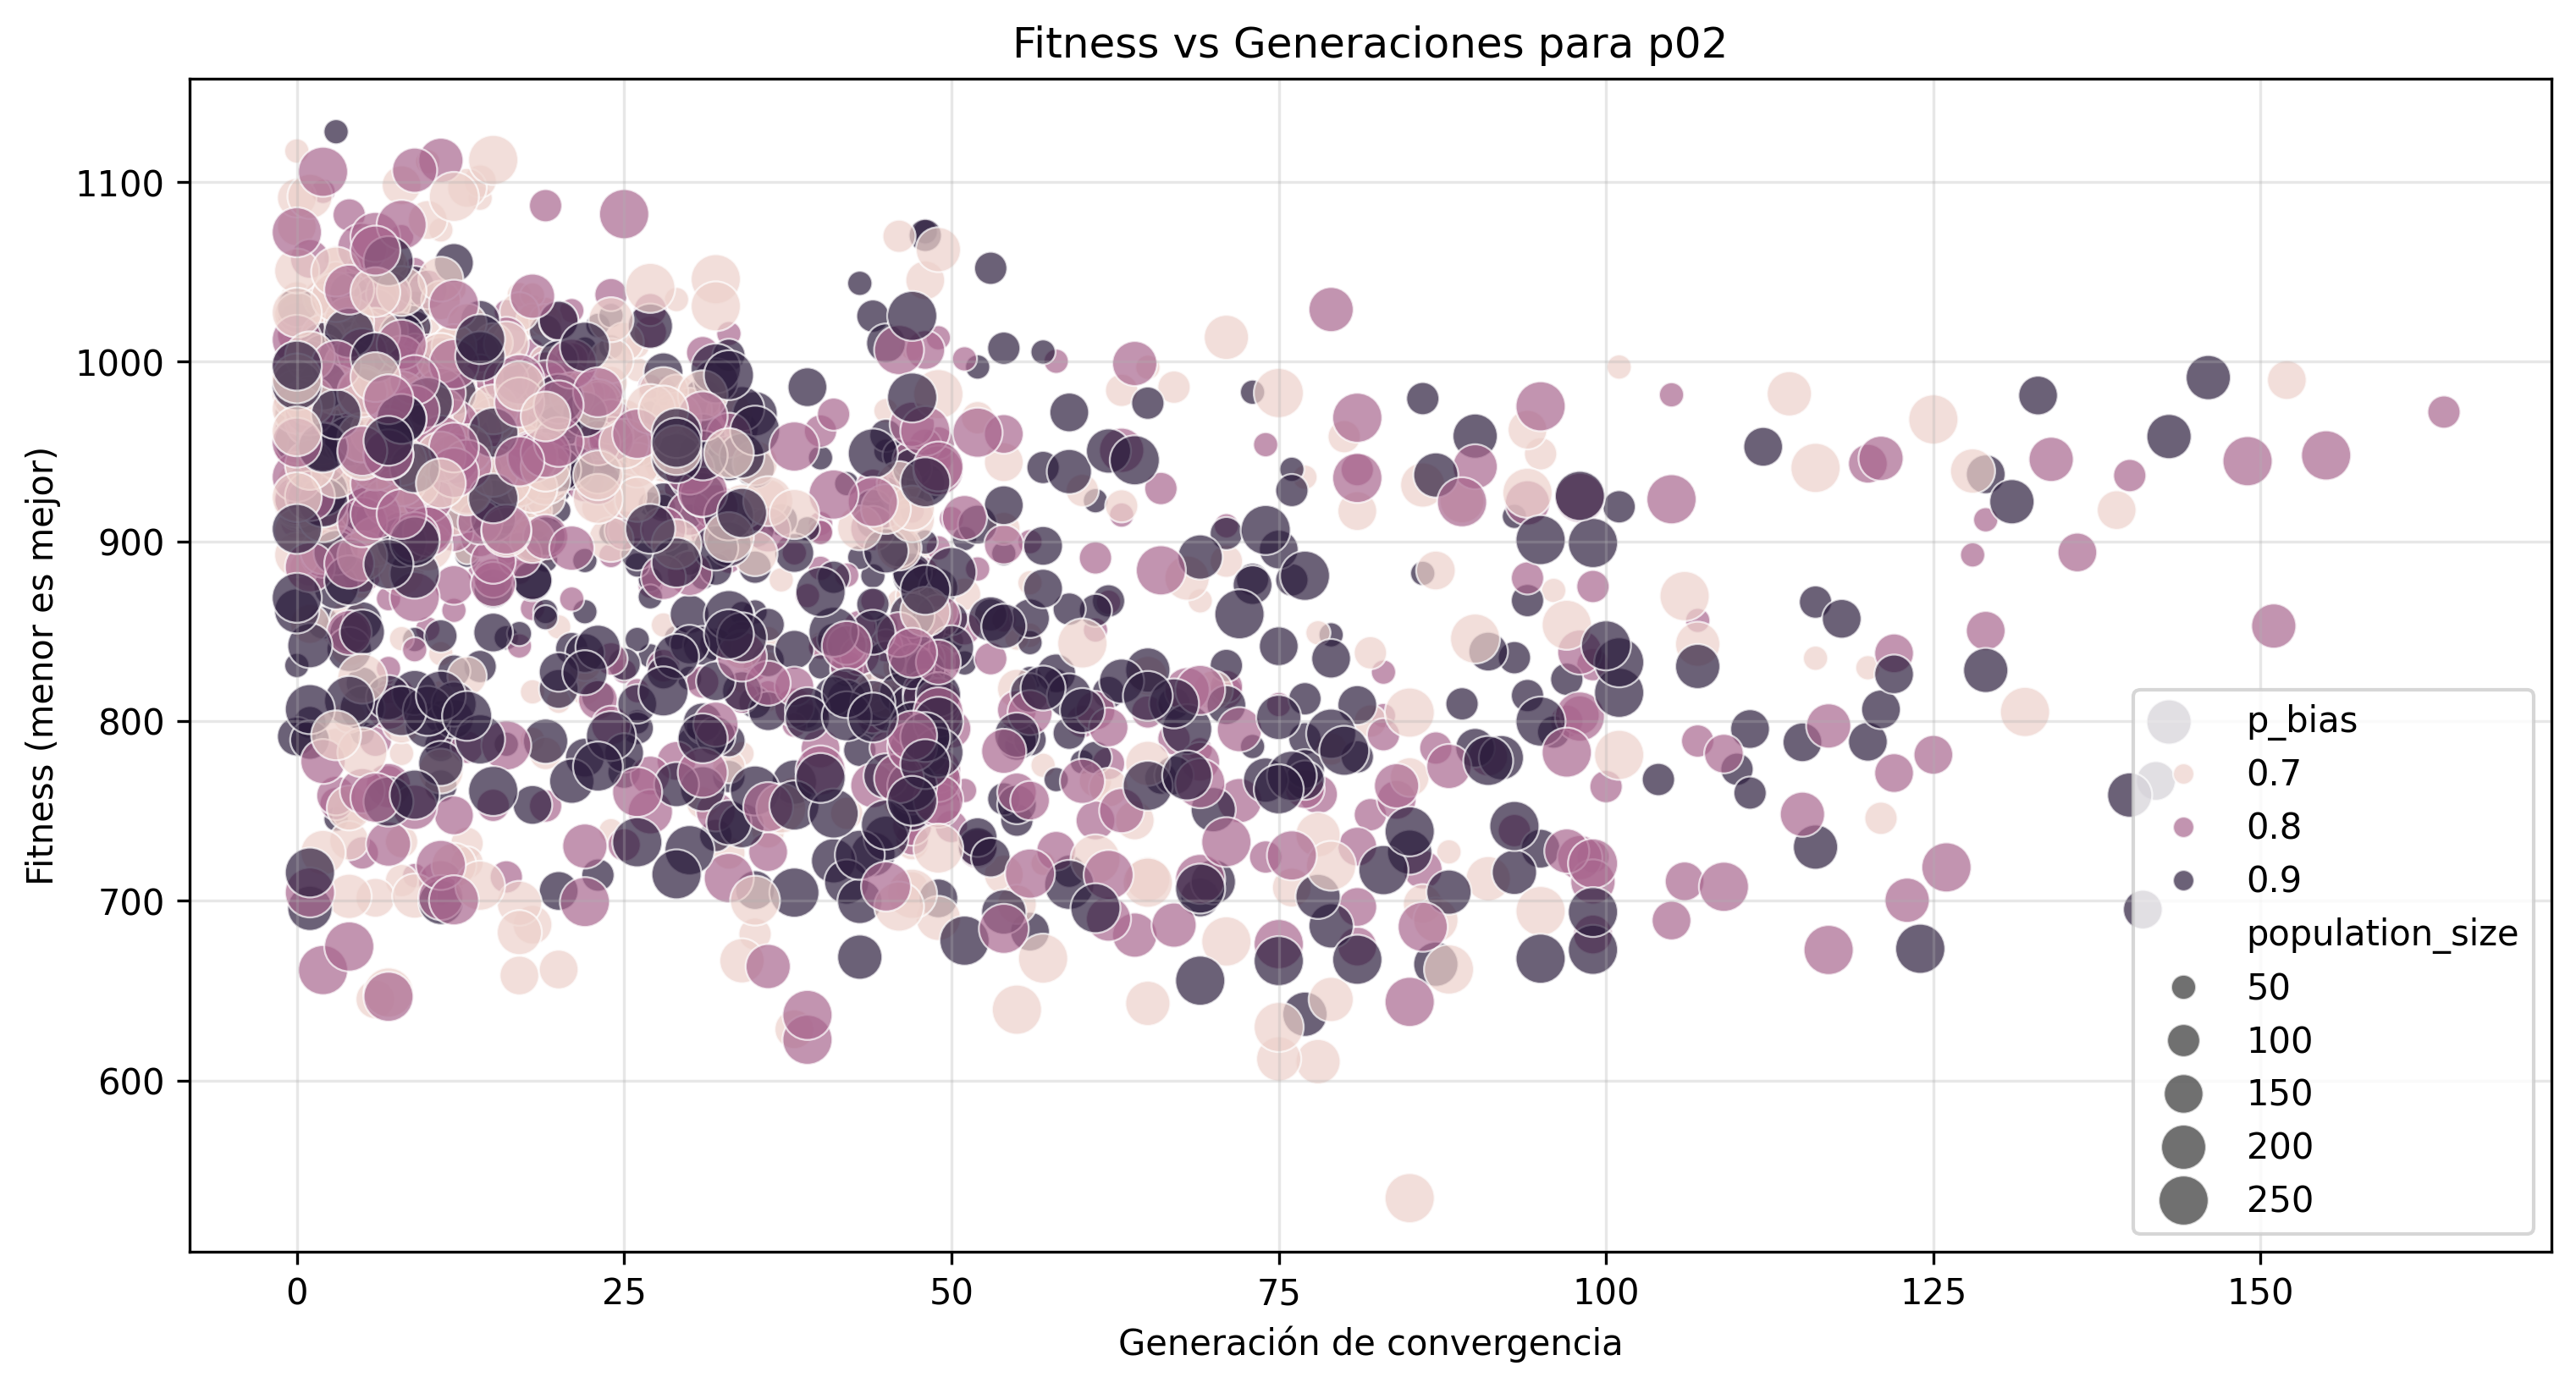 Fitness vs Generaciones para p02
Fitness (menor es mejor)
1100
1000
900
800
700
600
0 25 50 75 100 125 150
Generación de convergencia
p_bias
0.7
0.8
0.9
population_size
50
100
150
200
250